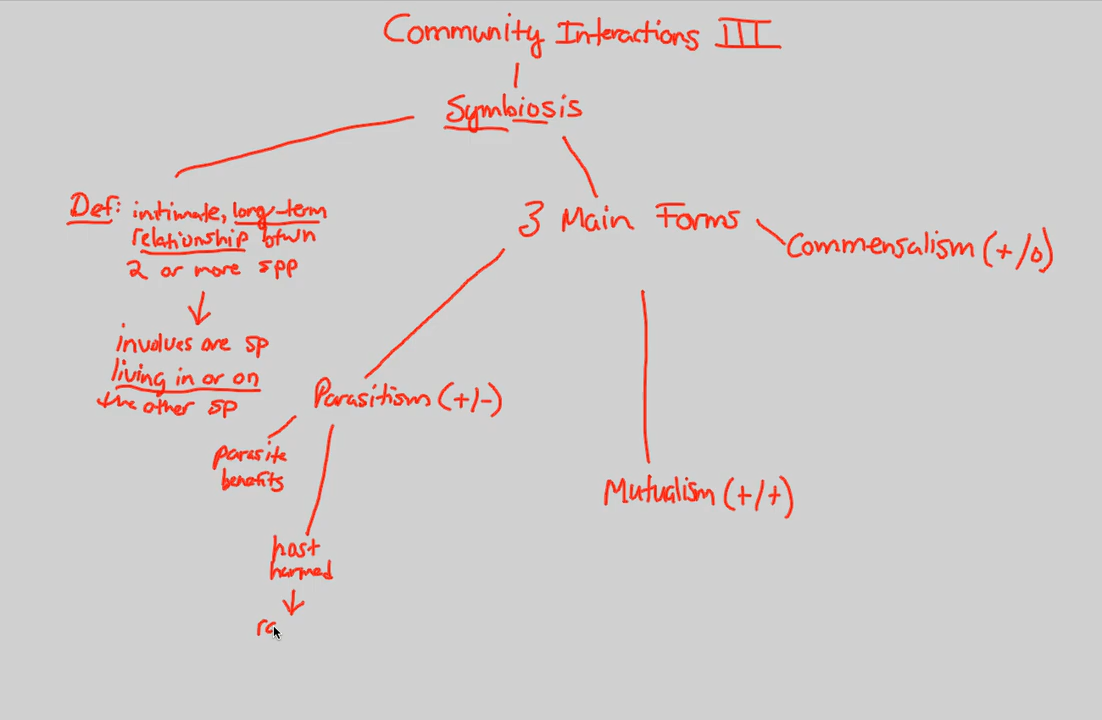 Community Interactions III
Symbiosis
Def: intimate, long-term
relationship btwn
2 or more spp
involves one sp
living in or on
the other sp
3 Main Forms
Commensalism (+/0)
Parasitism (+/-)
parasite
benefits
host
harmed
Mutualism (+/+)